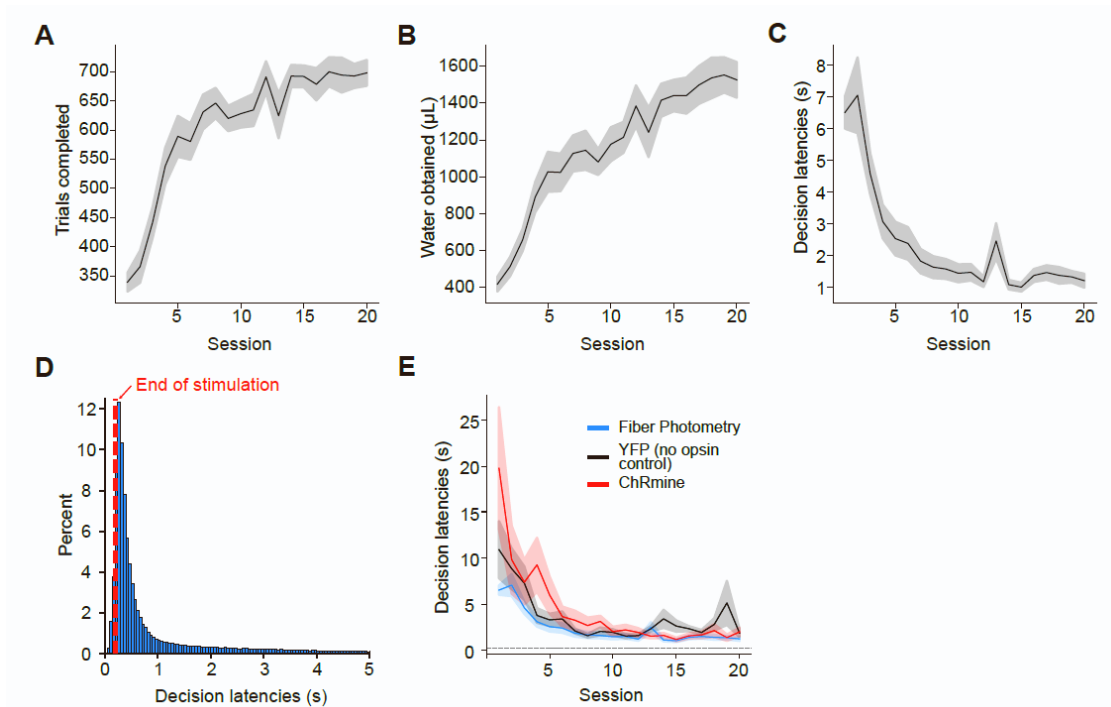 A
B
C
Trials completed
700
650
600
550
500
450
400
350
5
10
15
20
Session
Water obtained (µL)
1600
1400
1200
1000
800
600
400
5
10
15
20
Session
Decision latencies (s)
8
7
6
5
4
3
2
1
5
10
15
20
Session
D
End of stimulation
Percent
12
10
8
6
4
2
0
0
1
2
3
4
5
Decision latencies (s)
E
Decision latencies (s)
25
20
15
10
5
0
Fiber Photometry
YFP (no opsin
control)
ChRmine
5
10
15
20
Session